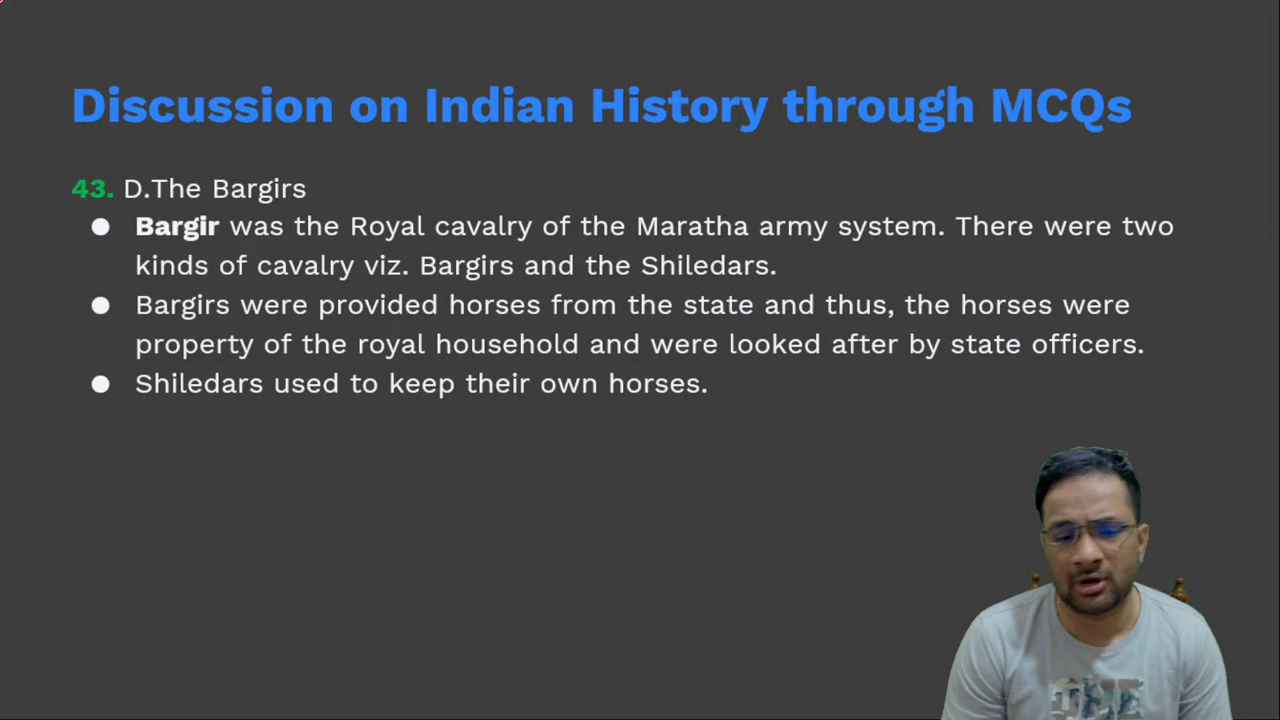 Discussion on Indian History through MCQs
43. D.The Bargirs
● Bargir was the Royal cavalry of the Maratha army system. There were two
kinds of cavalry viz. Bargirs and the Shiledars.
● Bargirs were provided horses from the state and thus, the horses were
property of the royal household and were looked after by state officers.
● Shiledars used to keep their own horses.